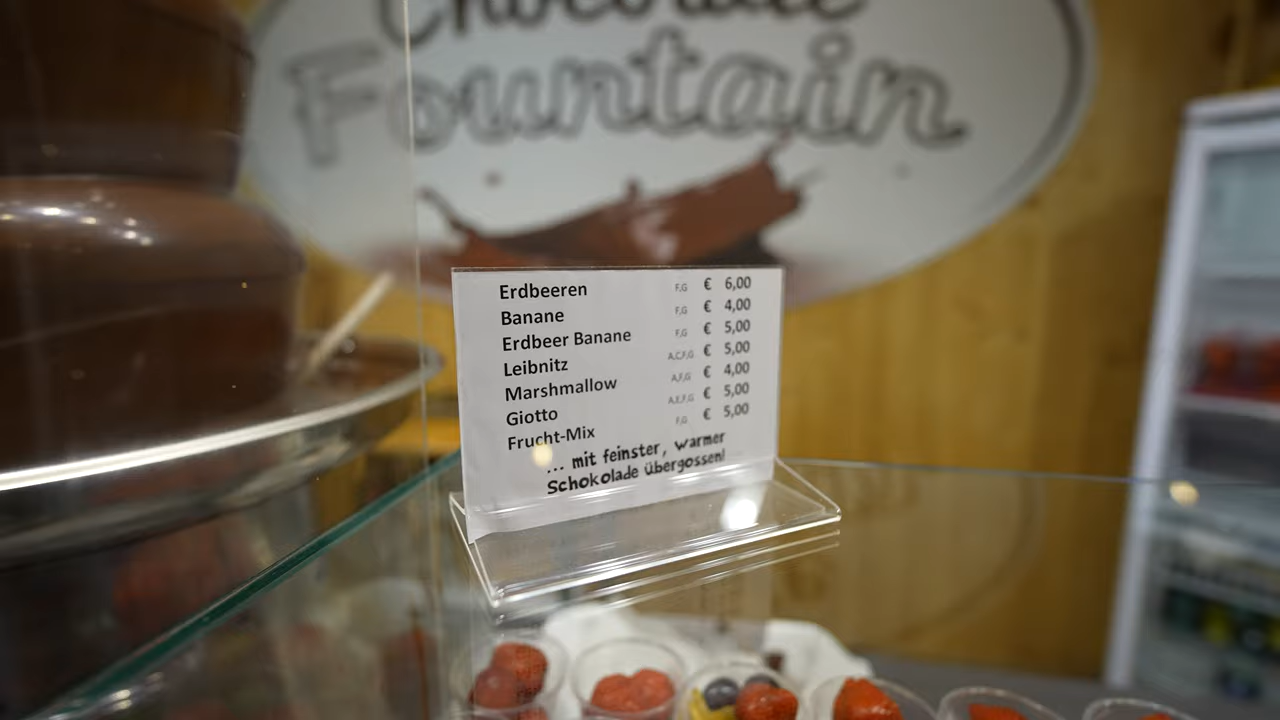 Chocolate
Fountain
Erdbeeren F,G € 6,00
Banane F,G € 4,00
Erdbeer Banane F,G € 5,00
Leibnitz A,C,F,G € 5,00
Marshmallow A,F,G € 4,00
Giotto A,E,F,G € 5,00
Frucht-Mix F,G € 5,00
... mit feinster, warmer
Schokolade übergossen!